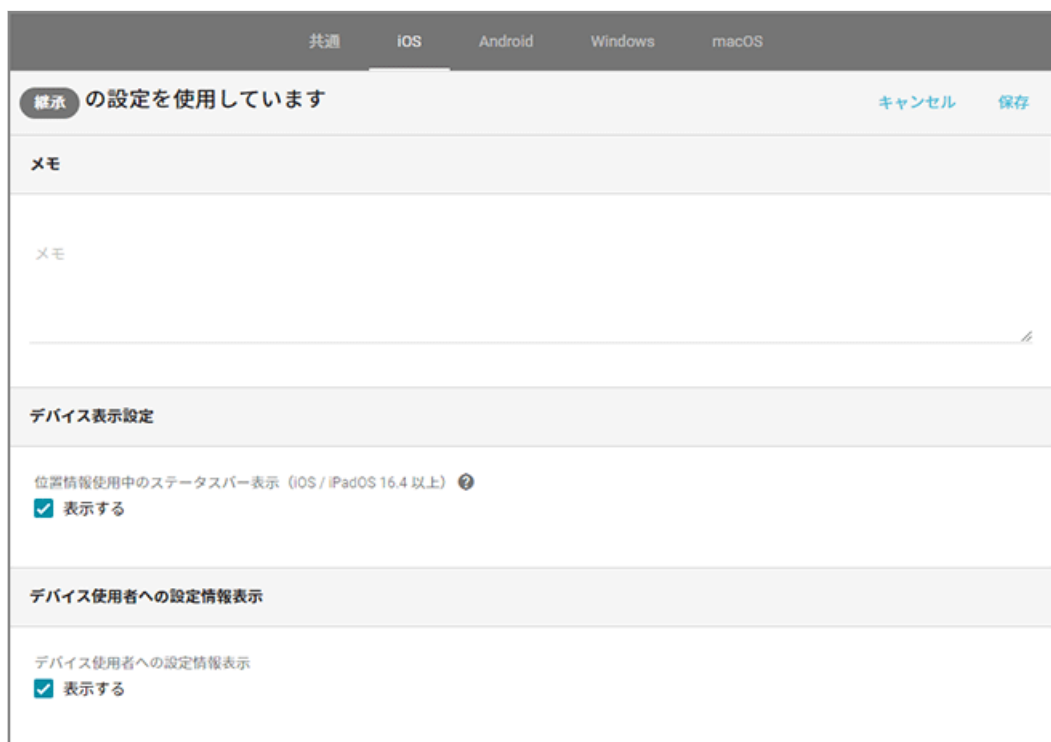 共通 iOS Android Windows macOS
継承 の設定を使用しています キャンセル 保存
メモ
メモ
デバイス表示設定
位置情報使用中のステータスバー表示（iOS / iPadOS 16.4 以上） ?
表示する
デバイス使用者への設定情報表示
デバイス使用者への設定情報表示
表示する